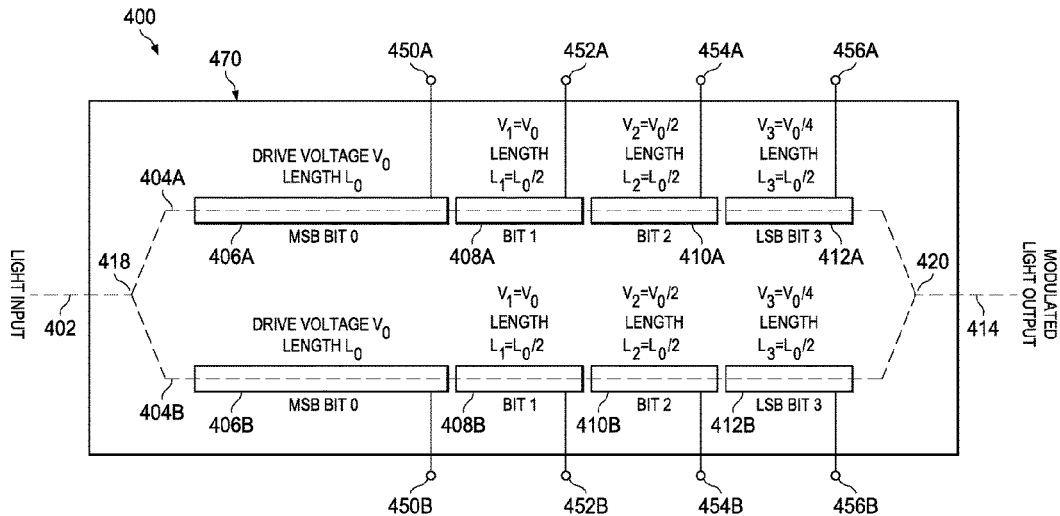 400
470
450A
452A
454A
456A
V₁=V₀
LENGTH
L₁=L₀/2
V₂=V₀/2
LENGTH
L₂=L₀/2
V₃=V₀/4
LENGTH
L₃=L₀/2
DRIVE VOLTAGE V₀
LENGTH L₀
404A
MSB BIT 0
BIT 1
BIT 2
LSB BIT 3
406A
408A
410A
412A
LIGHT INPUT
418
402
420
414
MODULATED
LIGHT OUTPUT
V₁=V₀
LENGTH
L₁=L₀/2
V₂=V₀/2
LENGTH
L₂=L₀/2
V₃=V₀/4
LENGTH
L₃=L₀/2
DRIVE VOLTAGE V₀
LENGTH L₀
404B
MSB BIT 0
BIT 1
BIT 2
LSB BIT 3
406B
408B
410B
412B
450B
452B
454B
456B